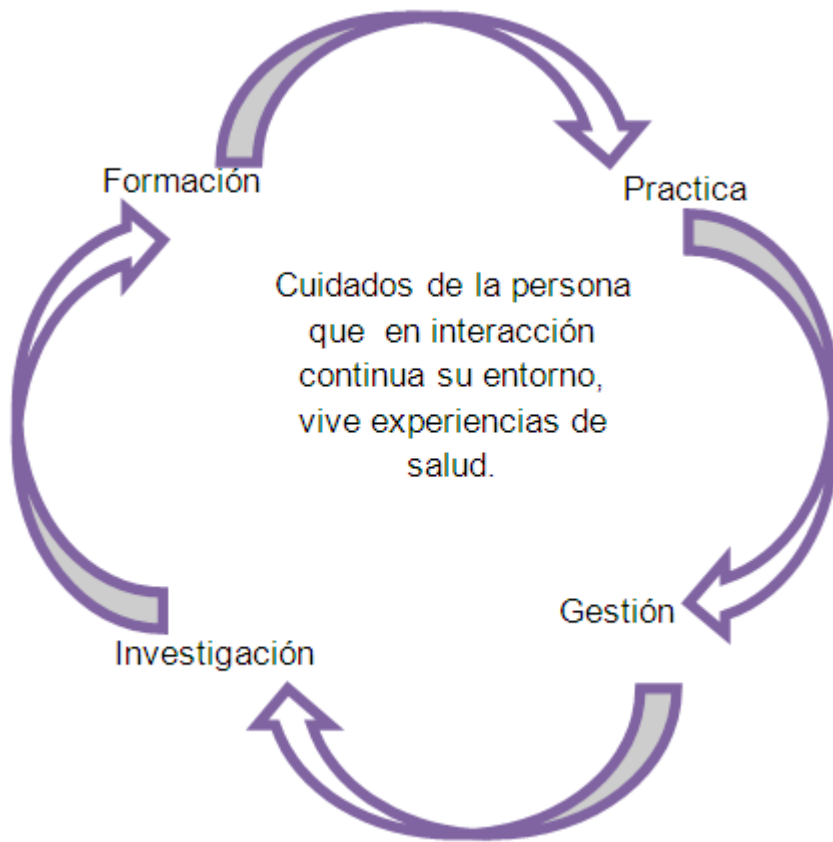 Formación
Practica
Cuidados de la persona
que en interacción
continua su entorno,
vive experiencias de
salud.
Gestión
Investigación